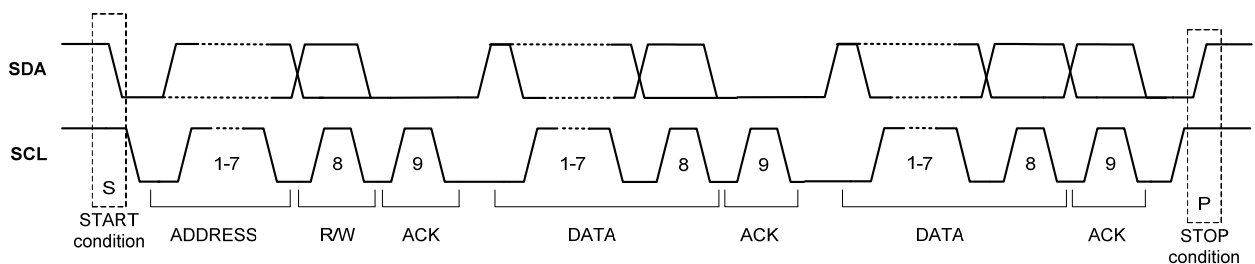 SDA
SCL
1-7
8
9
1-7
8
9
1-7
8
9
S
P
START
condition
ADDRESS
R/W
ACK
DATA
ACK
DATA
ACK
STOP
condition